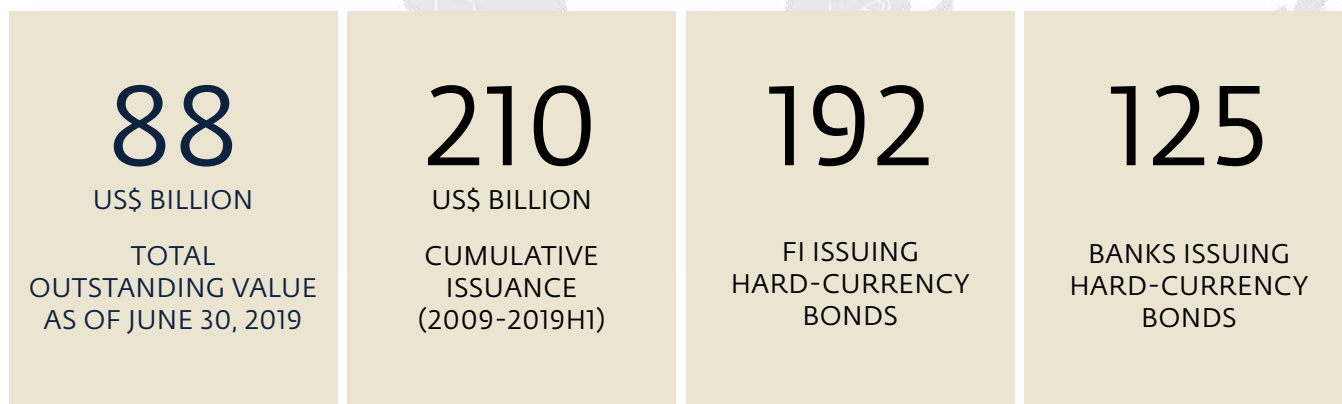 88
US$ BILLION
TOTAL
OUTSTANDING VALUE
AS OF JUNE 30, 2019
210
US$ BILLION
CUMULATIVE
ISSUANCE
(2009-2019H1)
192
FI ISSUING
HARD-CURRENCY
BONDS
125
BANKS ISSUING
HARD-CURRENCY
BONDS